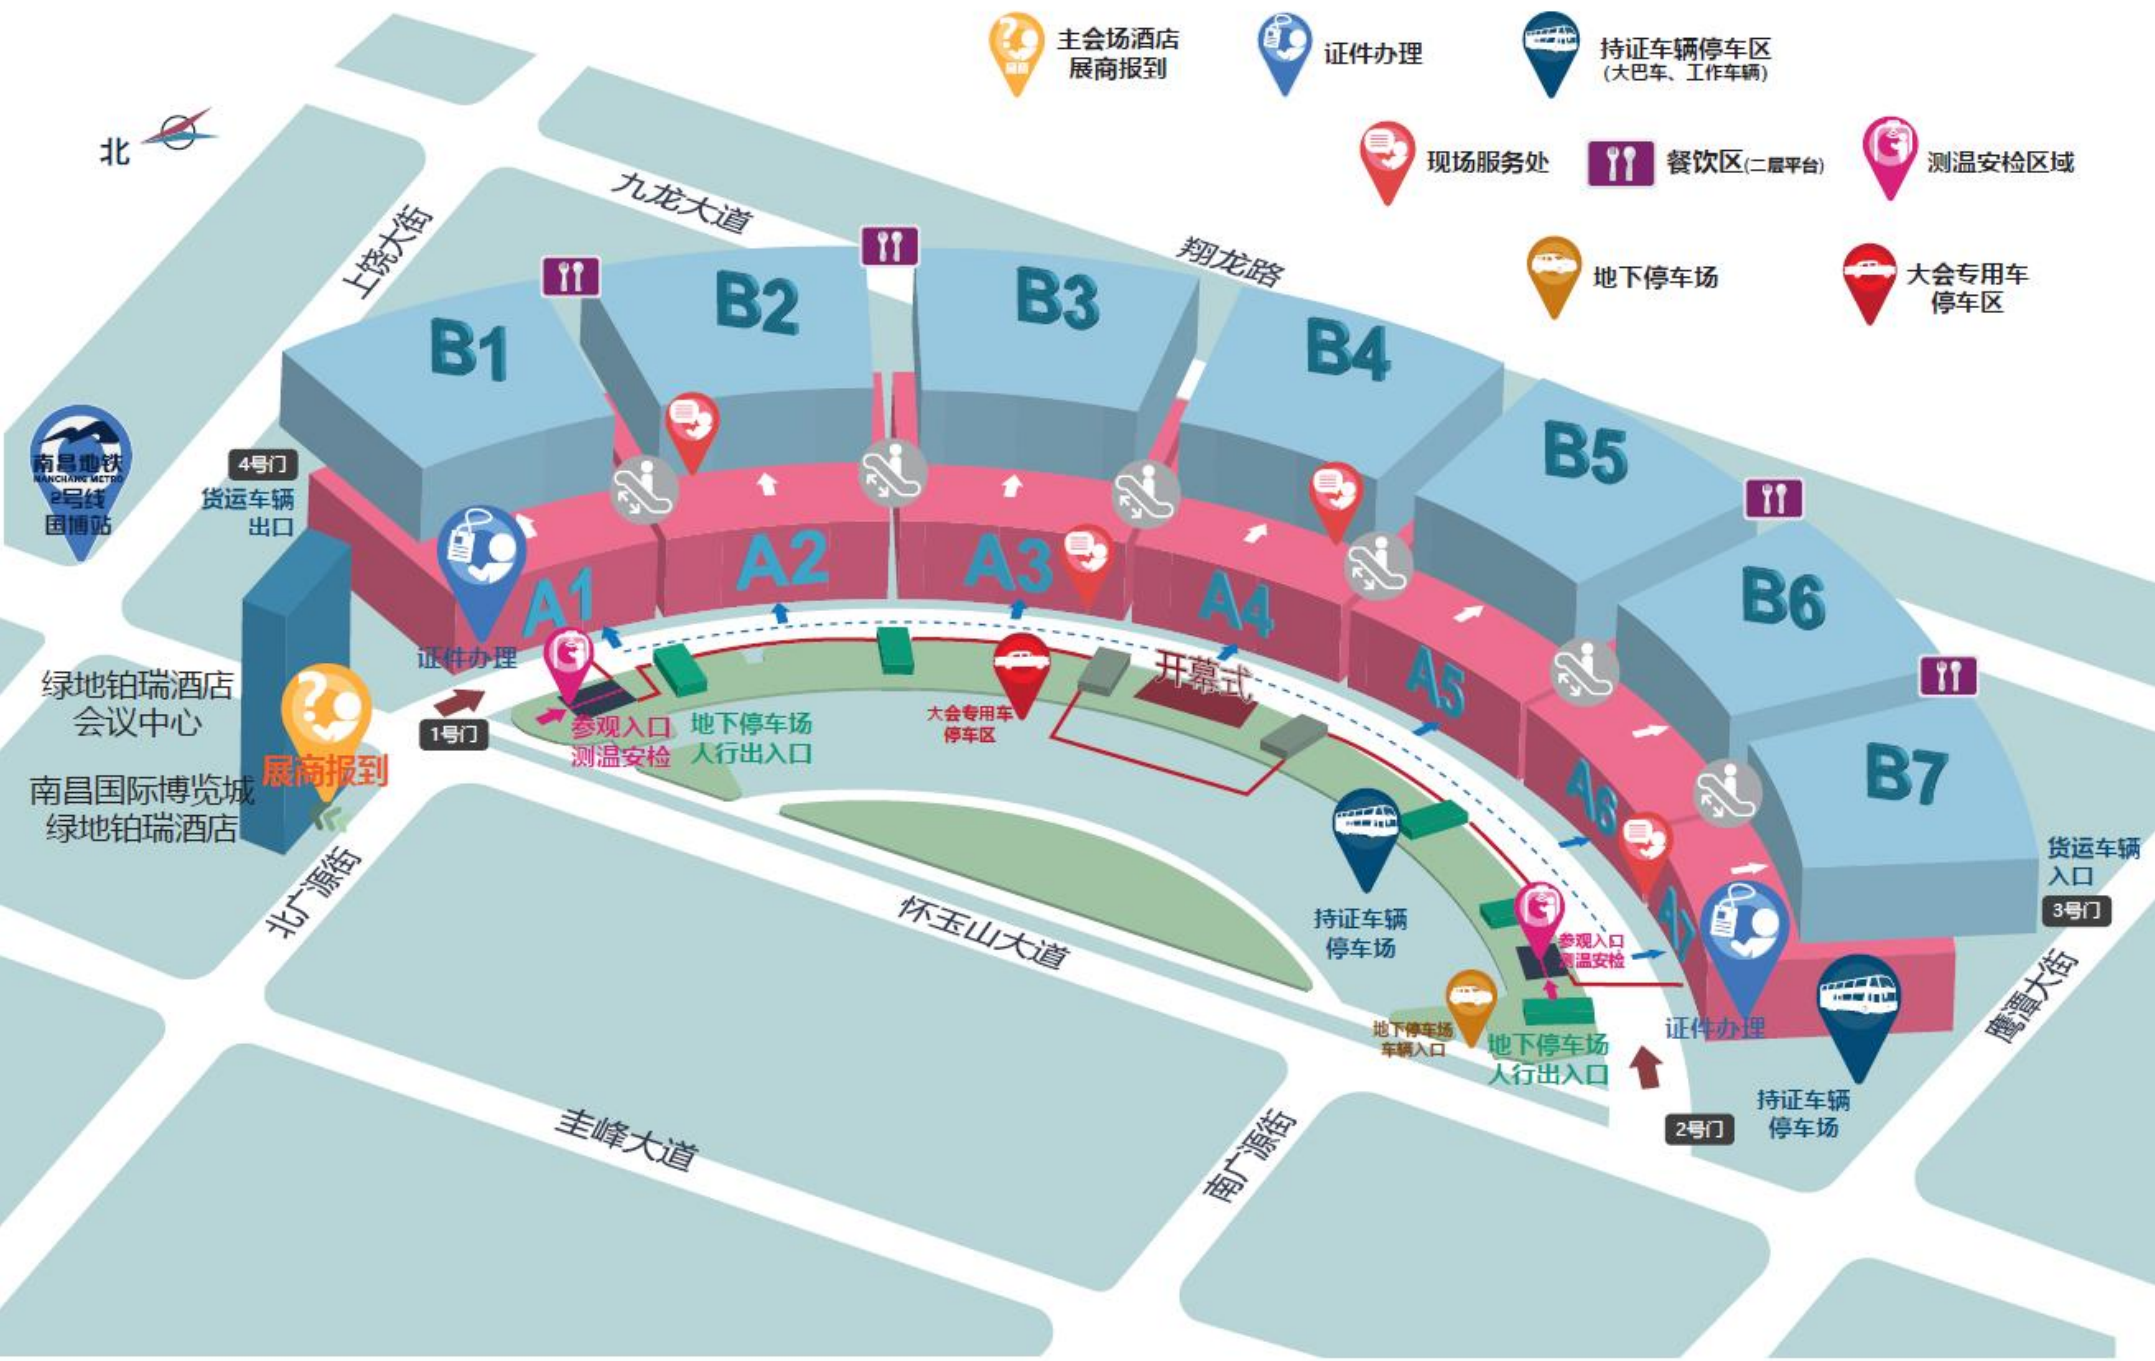 主会场酒店
展商报到
证件办理
持证车辆停车区
(大巴车、工作车辆)
北
现场服务处
餐饮区(二层平台)
测温安检区域
九龙大道
上饶大街
翔龙路
地下停车场
大会专用车
停车区
B1
B2
B3
B4
B5
B6
B7
南昌地铁
NANCHANG METRO
2号线
国博站
4号门
货运车辆
出口
A1
A2
A3
A4
A5
A6
A7
证件办理
绿地铂瑞酒店
会议中心
南昌国际博览城
绿地铂瑞酒店
展商报到
1号门
参观入口
测温安检
地下停车场
人行出入口
大会专用车
停车区
开幕式
持证车辆
停车场
货运车辆
入口
3号门
参观入口
测温安检
北广源街
怀玉山大道
地下停车场
车辆入口
地下停车场
人行出入口
证件办理
鹰潭大街
持证车辆
停车场
2号门
圭峰大道
南广源街